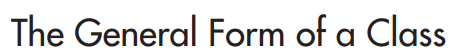 The General Form of a Class